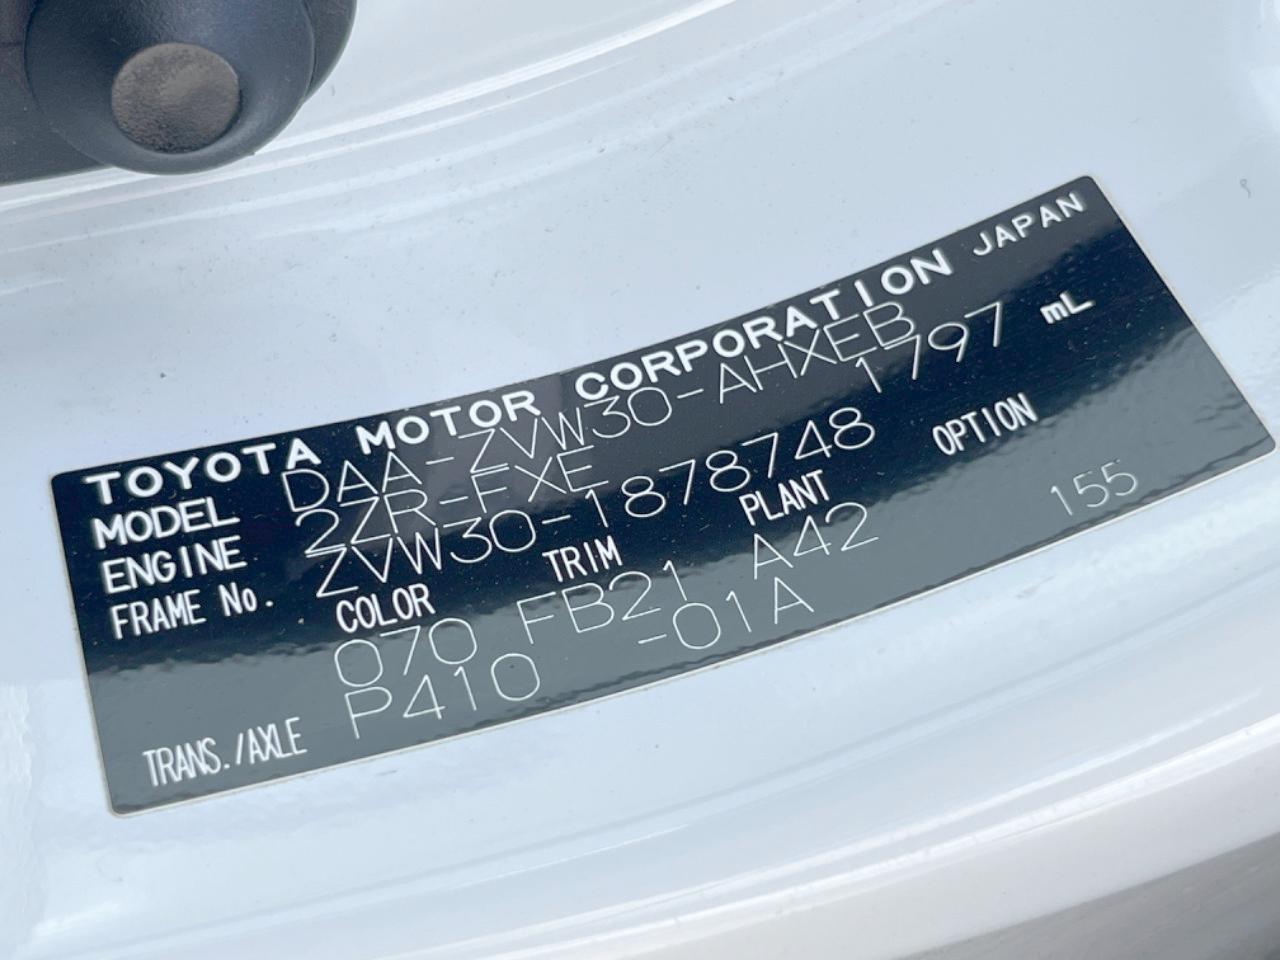 TOYOTA MOTOR CORPORATION JAPAN
MODEL DAA-ZVW30-AHXEB
ENGINE 2ZR-FXE 1797 mL
FRAME No. ZVW30-1878748
COLOR TRIM PLANT OPTION
070 FB21 A42 155
TRANS./AXLE P410 -01A